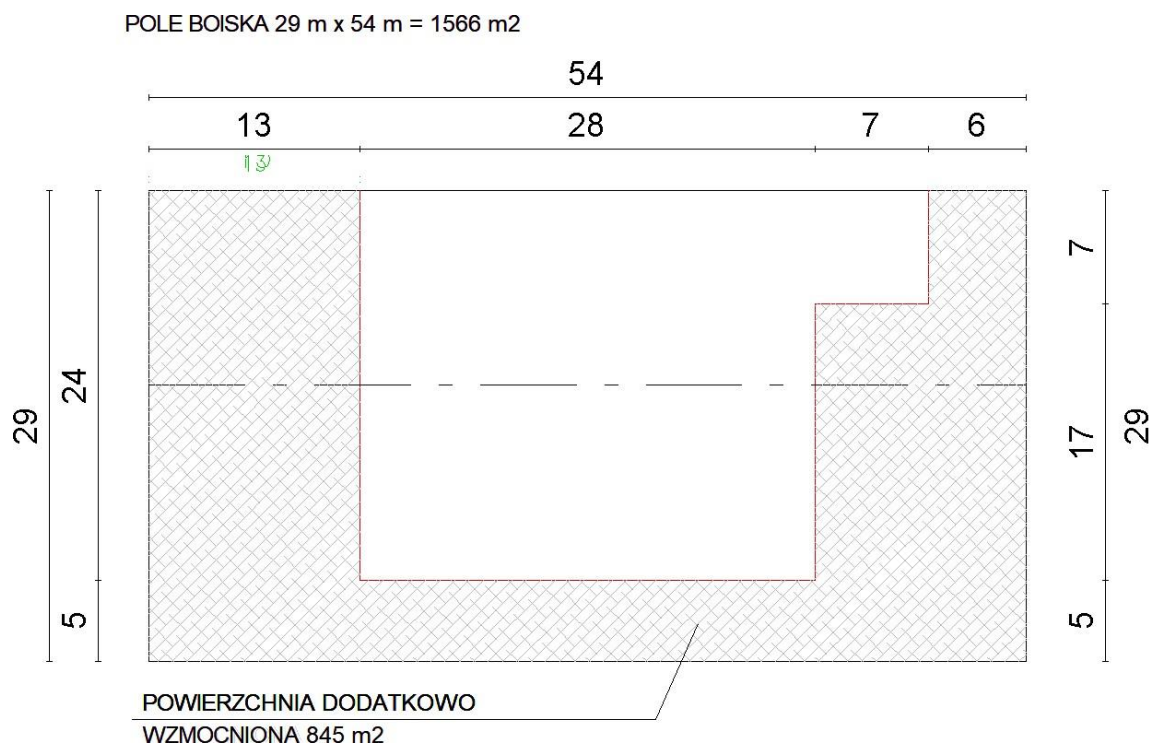 POLE BOISKA 29 m x 54 m = 1566 m2
54
13 28 7 6
13
7
24
29
17
29
5
5
POWIERZCHNIA DODATKOWO
WZMOCNIONA 845 m2